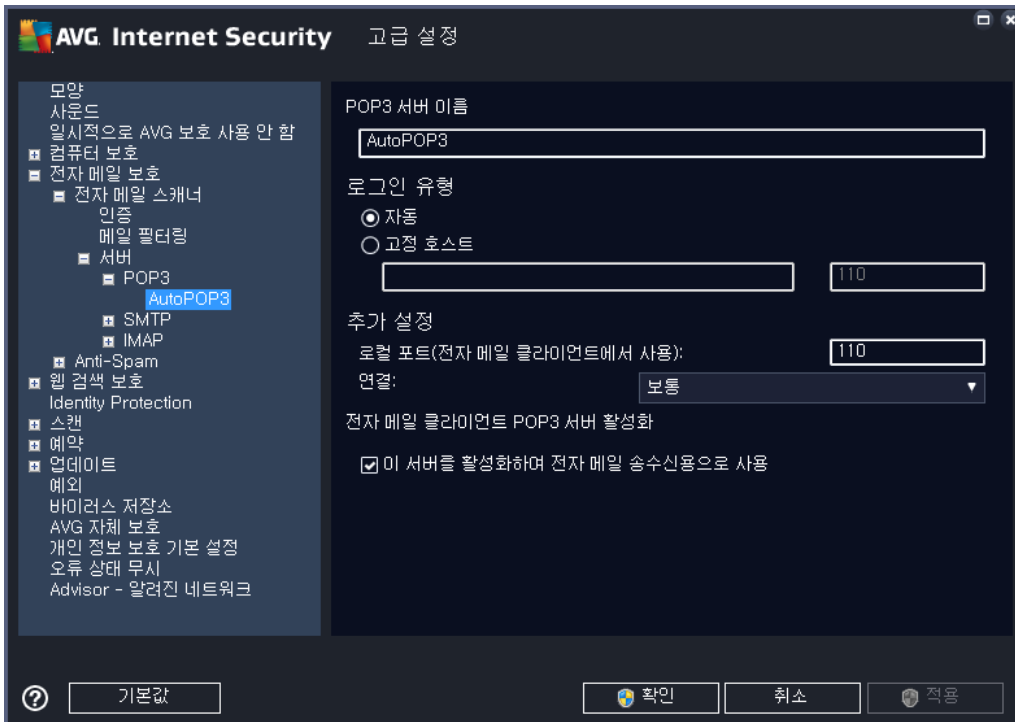 AVG. Internet Security 고급 설정
모양
사운드
일시적으로 AVG 보호 사용 안 함
컴퓨터 보호
전자 메일 보호
전자 메일 스캐너
인증
메일 필터링
서버
POP3
AutoPOP3
SMTP
IMAP
Anti-Spam
웹 검색 보호
Identity Protection
스캔
예약
업데이트
예외
바이러스 저장소
AVG 자체 보호
개인 정보 보호 기본 설정
오류 상태 무시
Advisor - 알려진 네트워크
POP3 서버 이름
AutoPOP3
로그인 유형
자동
고정 호스트
110
추가 설정
로컬 포트(전자 메일 클라이언트에서 사용): 110
연결: 보통
전자 메일 클라이언트 POP3 서버 활성화
이 서버를 활성화하여 전자 메일 송수신용으로 사용
기본값 확인 취소 적용